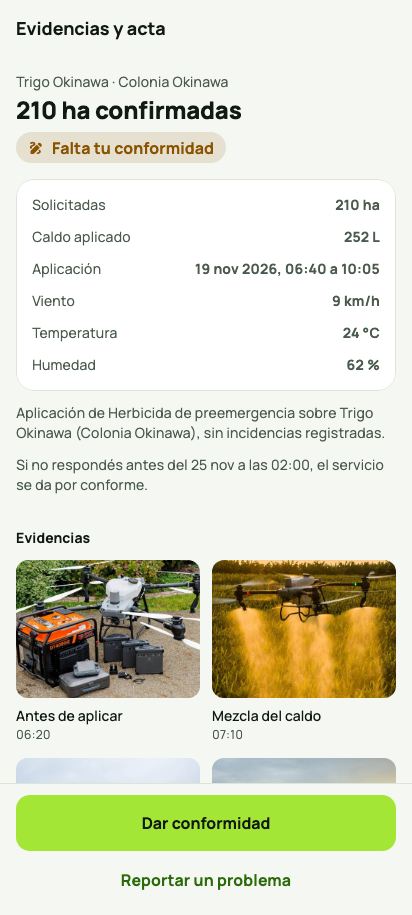 Evidencias y acta
Trigo Okinawa · Colonia Okinawa
210 ha confirmadas
Falta tu conformidad
Solicitadas 210 ha
Caldo aplicado 252 L
Aplicación 19 nov 2026, 06:40 a 10:05
Viento 9 km/h
Temperatura 24 °C
Humedad 62 %
Aplicación de Herbicida de preemergencia sobre Trigo
Okinawa (Colonia Okinawa), sin incidencias registradas.
Si no respondés antes del 25 nov a las 02:00, el servicio
se da por conforme.
Evidencias
Antes de aplicar
06:20
Mezcla del caldo
07:10
Dar conformidad
Reportar un problema